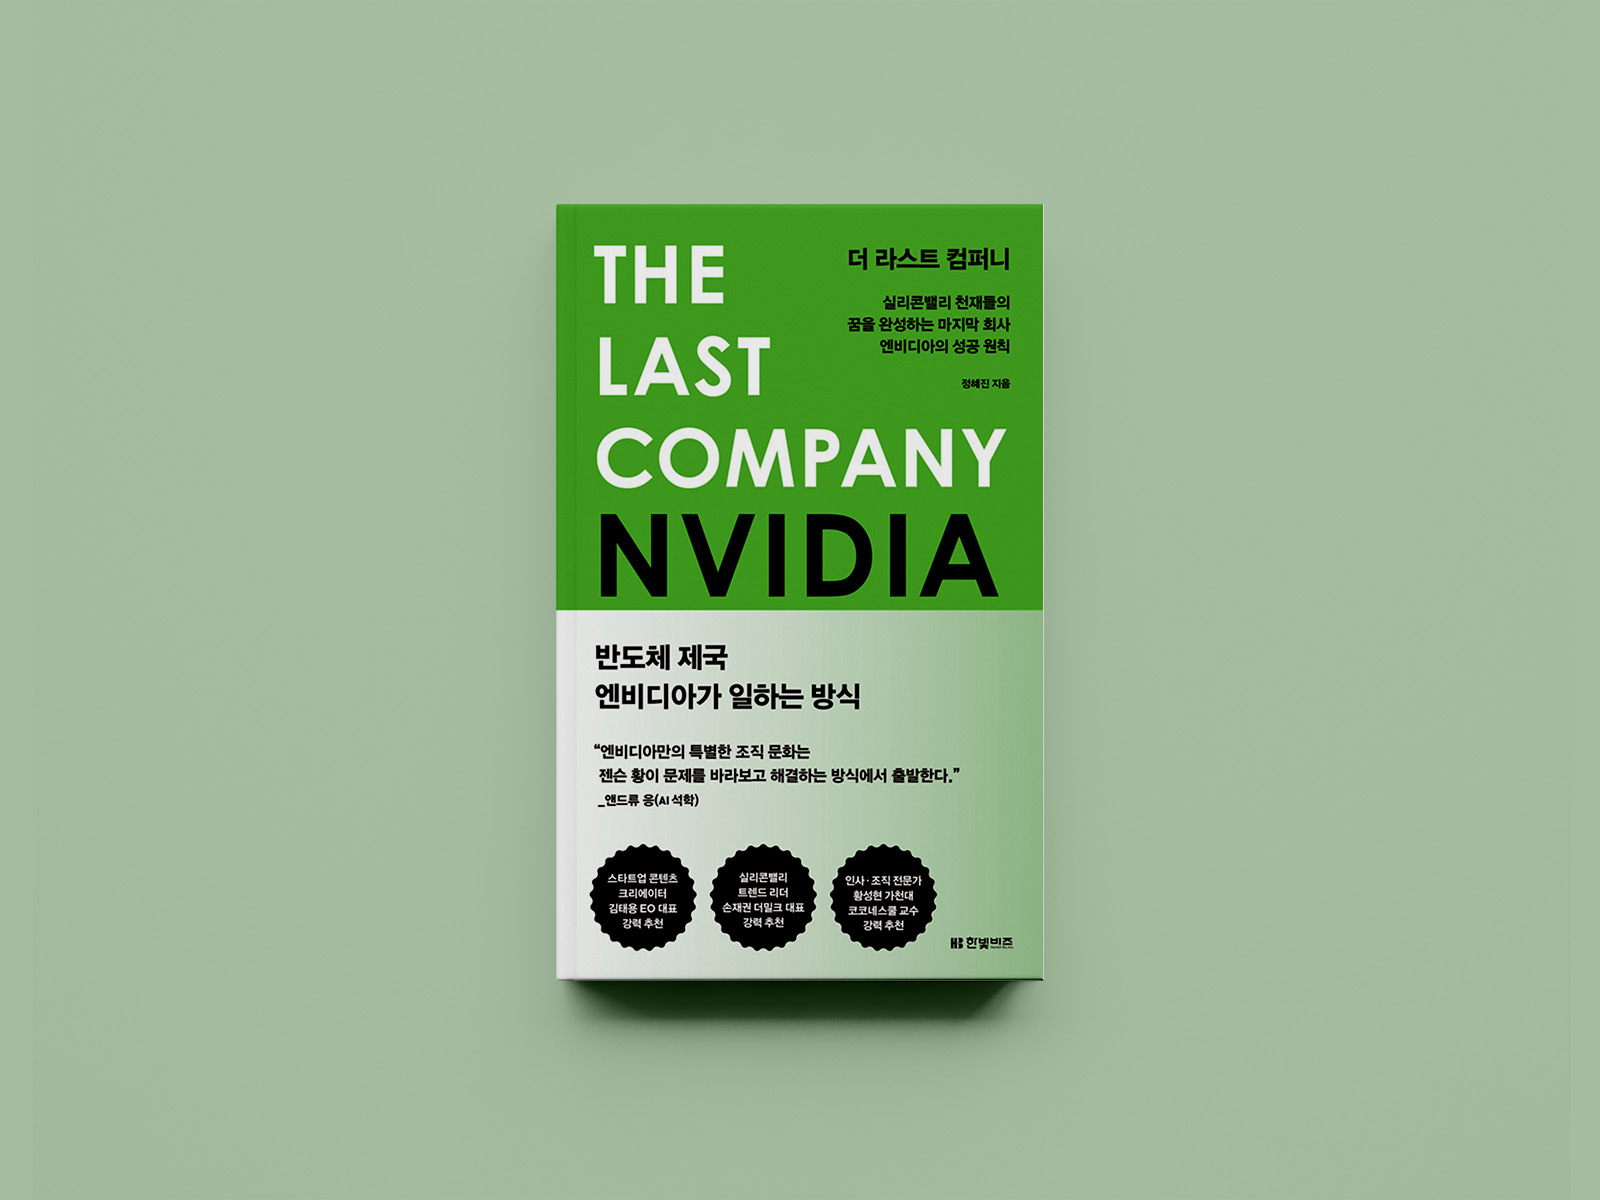 THE
LAST
COMPANY
NVIDIA
더 라스트 컴퍼니
실리콘밸리 천재들의
꿈을 완성하는 마지막 회사
엔비디아의 성공 원칙
정혜진 지음
반도체 제국
엔비디아가 일하는 방식
“엔비디아만의 특별한 조직 문화는
젠슨 황이 문제를 바라보고 해결하는 방식에서 출발한다.”
_앤드류 응(AI 석학)
스타트업 콘텐츠
크리에이터
김태용 EO 대표
강력 추천
실리콘밸리
트렌드 리더
손재권 더밀크 대표
강력 추천
인사·조직 전문가
황성현 가천대
코코네스쿨 교수
강력 추천
HB 한빛비즈